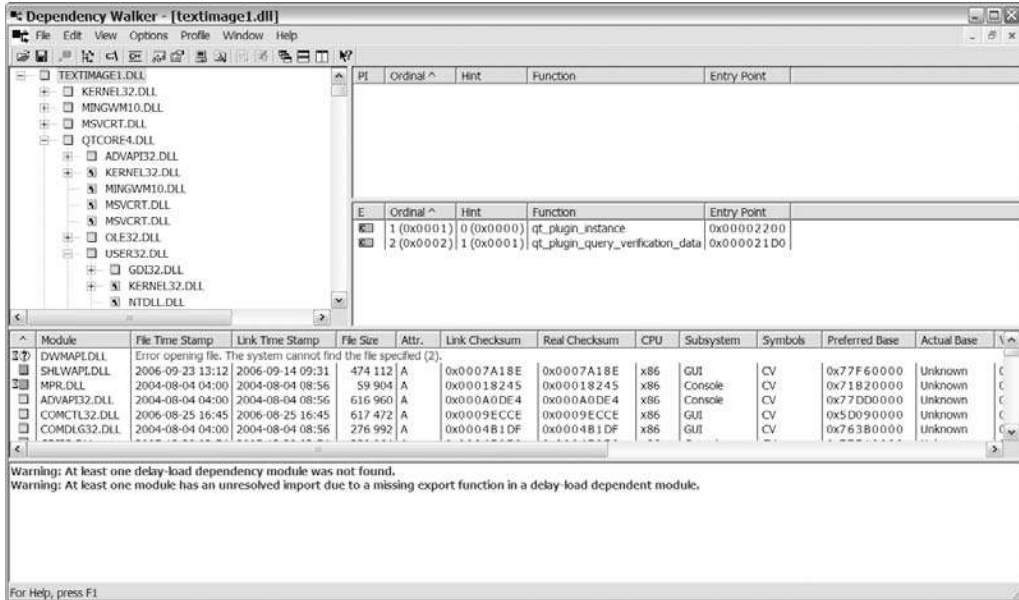 Dependency Walker - [textimage1.dll]
File Edit View Options Profile Window Help
TEXTIMAGE1.DLL
KERNEL32.DLL
MINGWM10.DLL
MSVCRT.DLL
QTCORE4.DLL
ADVAPI32.DLL
KERNEL32.DLL
MINGWM10.DLL
MSVCRT.DLL
MSVCRT.DLL
OLE32.DLL
USER32.DLL
GDI32.DLL
KERNEL32.DLL
NTDLL.DLL
PI Ordinal ^ Hint Function Entry Point
E Ordinal ^ Hint Function Entry Point
1 (0x0001) 0 (0x0000) qt_plugin_instance 0x00002200
2 (0x0002) 1 (0x0001) qt_plugin_query_verification_data 0x000021D0
^ Module File Time Stamp Link Time Stamp File Size Attr. Link Checksum Real Checksum CPU Subsystem Symbols Preferred Base Actual Base
DWMAPI.DLL Error opening file. The system cannot find the file specified (2).
SHLWAPI.DLL 2006-09-23 13:12 2006-09-14 09:31 474 112 A 0x0007A18E 0x0007A18E x86 GUI CV 0x77F60000 Unknown
MPR.DLL 2004-08-04 04:00 2004-08-04 08:56 59 904 A 0x00018245 0x00018245 x86 Console CV 0x71B20000 Unknown
ADVAPI32.DLL 2004-08-04 04:00 2004-08-04 08:56 616 960 A 0x000A0DE4 0x000A0DE4 x86 Console CV 0x77DD0000 Unknown
COMCTL32.DLL 2006-08-25 16:45 2006-08-25 16:45 617 472 A 0x0009ECCE 0x0009ECCE x86 GUI CV 0x5D090000 Unknown
COMDLG32.DLL 2004-08-04 04:00 2004-08-04 08:56 276 992 A 0x0004B1DF 0x0004B1DF x86 GUI CV 0x763B0000 Unknown
Warning: At least one delay-load dependency module was not found.
Warning: At least one module has an unresolved import due to a missing export function in a delay-load dependent module.
For Help, press F1